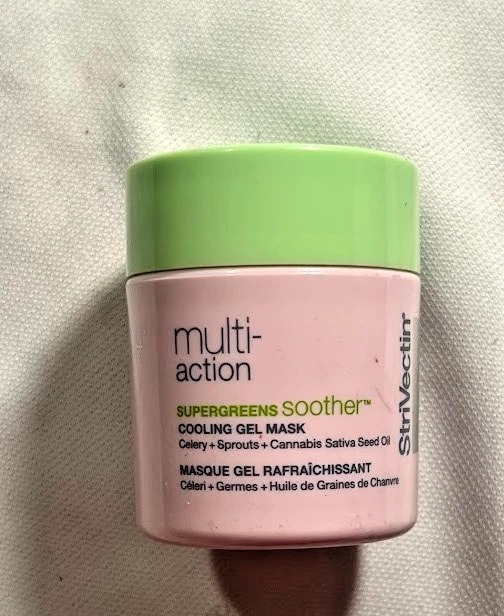 multi-
action
SUPERGREENS soother™
COOLING GEL MASK
Celery + Sprouts + Cannabis Sativa Seed Oil
MASQUE GEL RAFRAÎCHISSANT
Céleri + Germes + Huile de Graines de Chanvre
StriVectin®